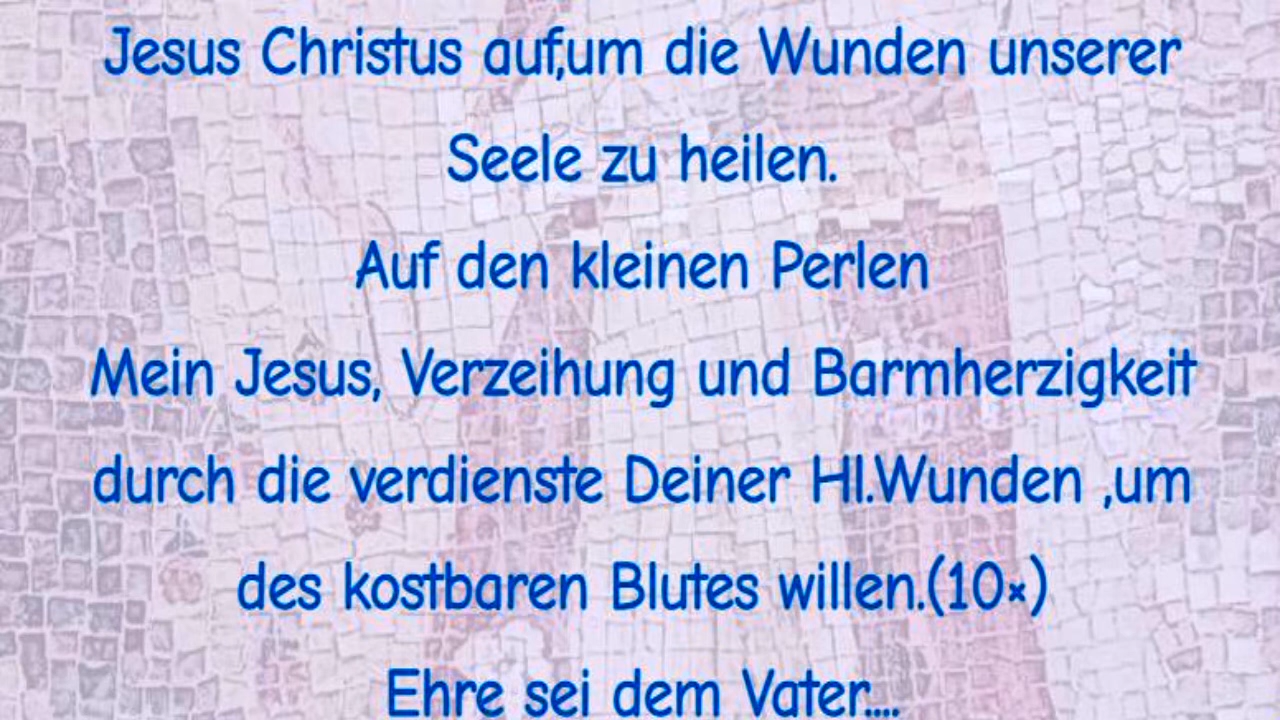 Jesus Christus auf,um die Wunden unserer
Seele zu heilen.
Auf den kleinen Perlen
Mein Jesus, Verzeihung und Barmherzigkeit
durch die verdienste Deiner Hl.Wunden ,um
des kostbaren Blutes willen.(10×)
Ehre sei dem Vater....